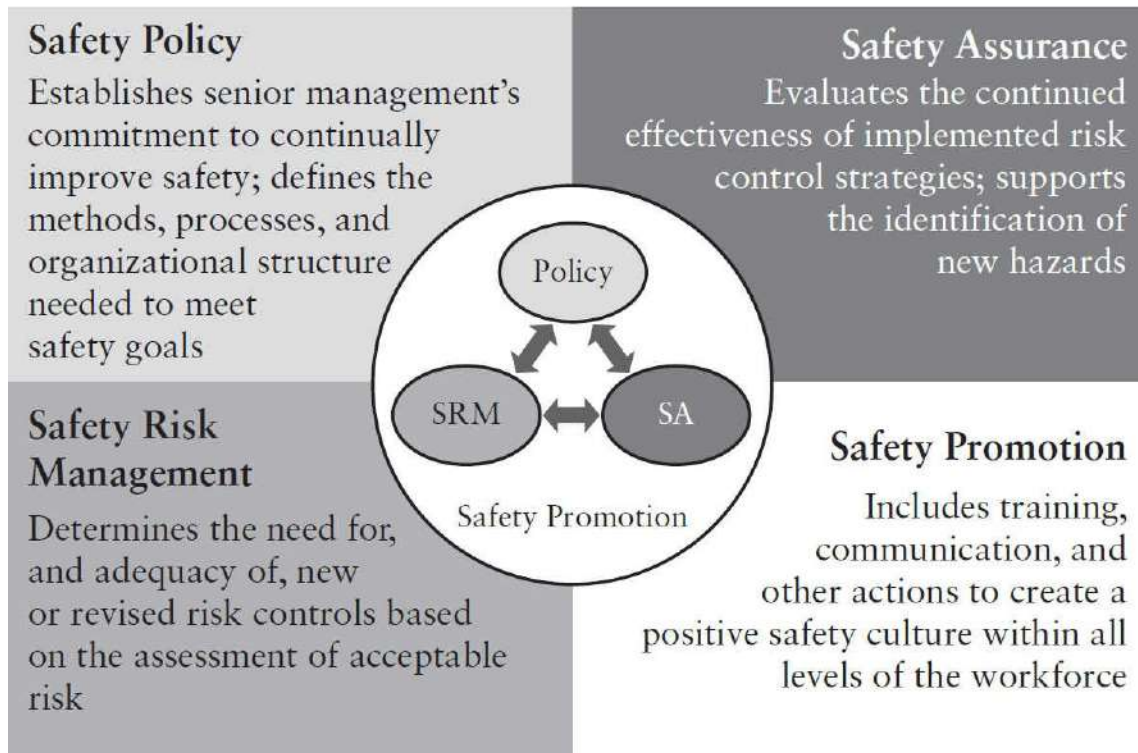 Safety Policy
Establishes senior management's
commitment to continually
improve safety; defines the
methods, processes, and
organizational structure
needed to meet
safety goals
Safety Assurance
Evaluates the continued
effectiveness of implemented risk
control strategies; supports
the identification of
new hazards
Policy
SRM
SA
Safety Promotion
Safety Risk
Management
Determines the need for,
and adequacy of, new
or revised risk controls based
on the assessment of acceptable
risk
Safety Promotion
Includes training,
communication, and
other actions to create a
positive safety culture within all
levels of the workforce